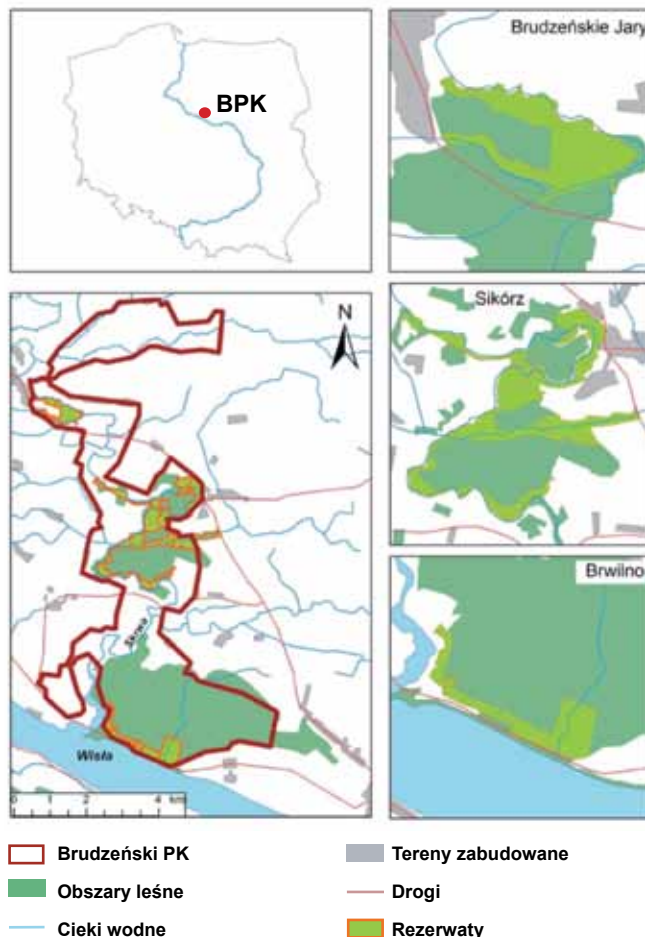 BPK
Brudzeńskie Jary
N
Skrwa
Wisła
0 2 4 km
Sikórz
Brwilno
Brudzeński PK
Obszary leśne
Cieki wodne
Tereny zabudowane
Drogi
Rezerwaty